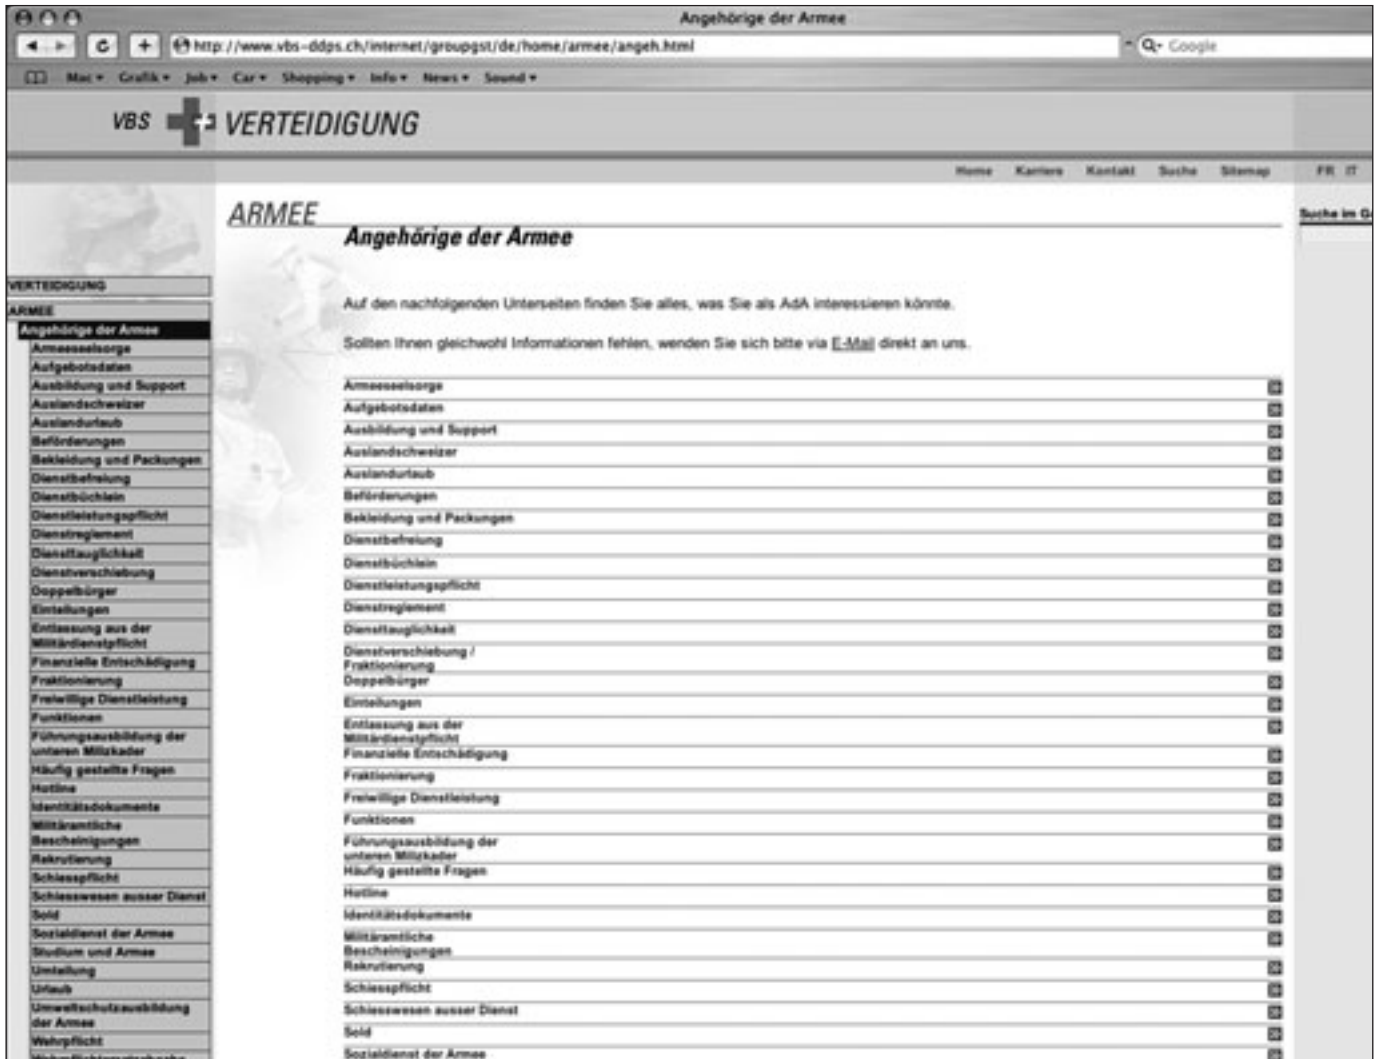 Angehörige der Armee
http://www.vbs-ddps.ch/internet/groupgst/de/home/armee/angeh.html
Google
Mac Grafik Job Car Shopping Info News Sound
VBS VERTEIDIGUNG
Home Karriere Kontakt Suche Sitemap FR IT
ARMEE
Angehörige der Armee
Suche im G
VERTEIDIGUNG
ARMEE
Angehörige der Armee
Armeeseelsorge
Aufgebotsdaten
Ausbildung und Support
Auslandschweizer
Auslandurlaub
Beförderungen
Bekleidung und Packungen
Dienstbefreiung
Dienstbüchlein
Dienstleistungspflicht
Dienstreglement
Diensttauglichkeit
Dienstverschiebung
Doppelbürger
Einteilungen
Entlassung aus der
Militärdienstpflicht
Finanzielle Entschädigung
Fraktionierung
Freiwillige Dienstleistung
Funktionen
Führungsausbildung der
unteren Milizkader
Häufig gestellte Fragen
Hotline
Identitätsdokumente
Militäramtliche
Bescheinigungen
Rekrutierung
Schiesspflicht
Schiesswesen ausser Dienst
Sold
Sozialdienst der Armee
Studium und Armee
Umteilung
Urlaub
Umweltschutzausbildung
der Armee
Wehrpflicht
Auf den nachfolgenden Unterseiten finden Sie alles, was Sie als AdA interessieren könnte.
Sollten Ihnen gleichwohl Informationen fehlen, wenden Sie sich bitte via E-Mail direkt an uns.
Armeeseelsorge
Aufgebotsdaten
Ausbildung und Support
Auslandschweizer
Auslandurlaub
Beförderungen
Bekleidung und Packungen
Dienstbefreiung
Dienstbüchlein
Dienstleistungspflicht
Dienstreglement
Diensttauglichkeit
Dienstverschiebung /
Fraktionierung
Doppelbürger
Einteilungen
Entlassung aus der
Militärdienstpflicht
Finanzielle Entschädigung
Fraktionierung
Freiwillige Dienstleistung
Funktionen
Führungsausbildung der
unteren Milizkader
Häufig gestellte Fragen
Hotline
Identitätsdokumente
Militäramtliche
Bescheinigungen
Rekrutierung
Schiesspflicht
Schiesswesen ausser Dienst
Sold
Sozialdienst der Armee